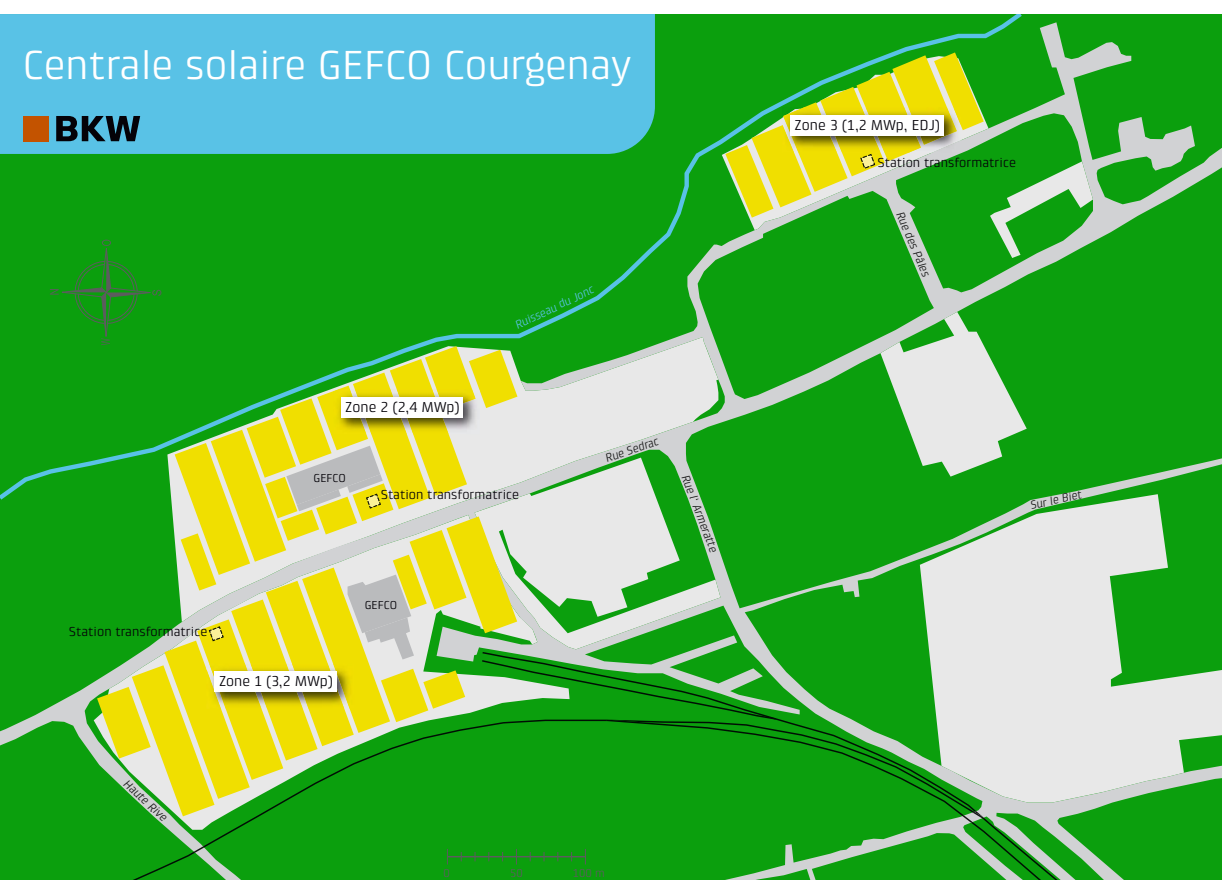 Centrale solaire GEFCO Courgenay
BKW
Zone 3 (1,2 MWp, EDJ)
Station transformatrice
Rue des Pâles
Ruisseau du Jonc
Zone 2 (2,4 MWp)
GEFCO
Station transformatrice
Rue Sedrac
Rue l' Armeratte
Sur le Blet
GEFCO
Station transformatrice
Zone 1 (3,2 MWp)
Haute Rive